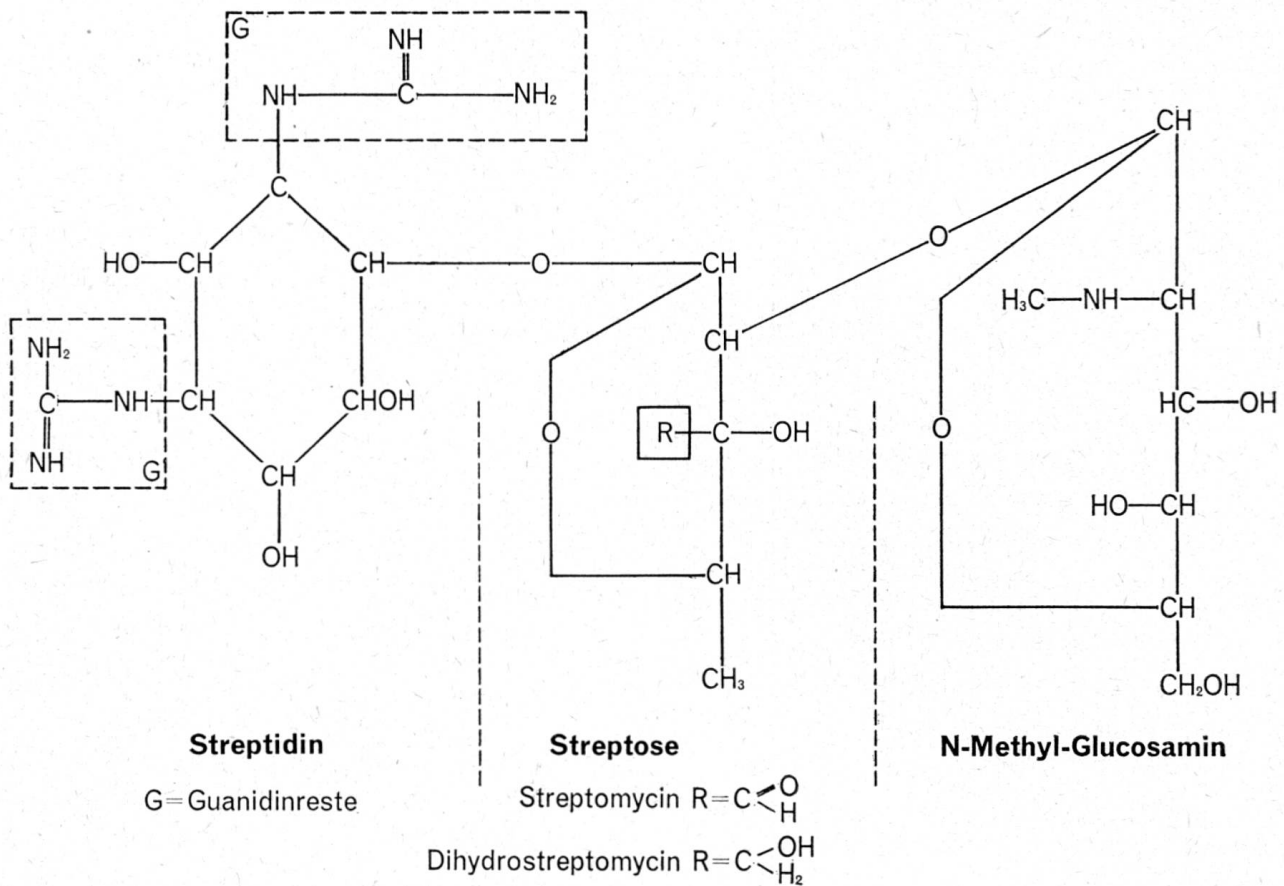 G
NH
NH C NH₂
CH
C
O
HO CH CH O CH
NH₂
H₃C NH CH
CH
C NH CH CHOH
HC OH
O R C OH O
NH G
CH
HO CH
OH
CH
CH
CH₃
CH₂OH
Streptidin Streptose N-Methyl-Glucosamin
G=Guanidinreste
Streptomycin R=C O H
Dihydrostreptomycin R=C OH H₂